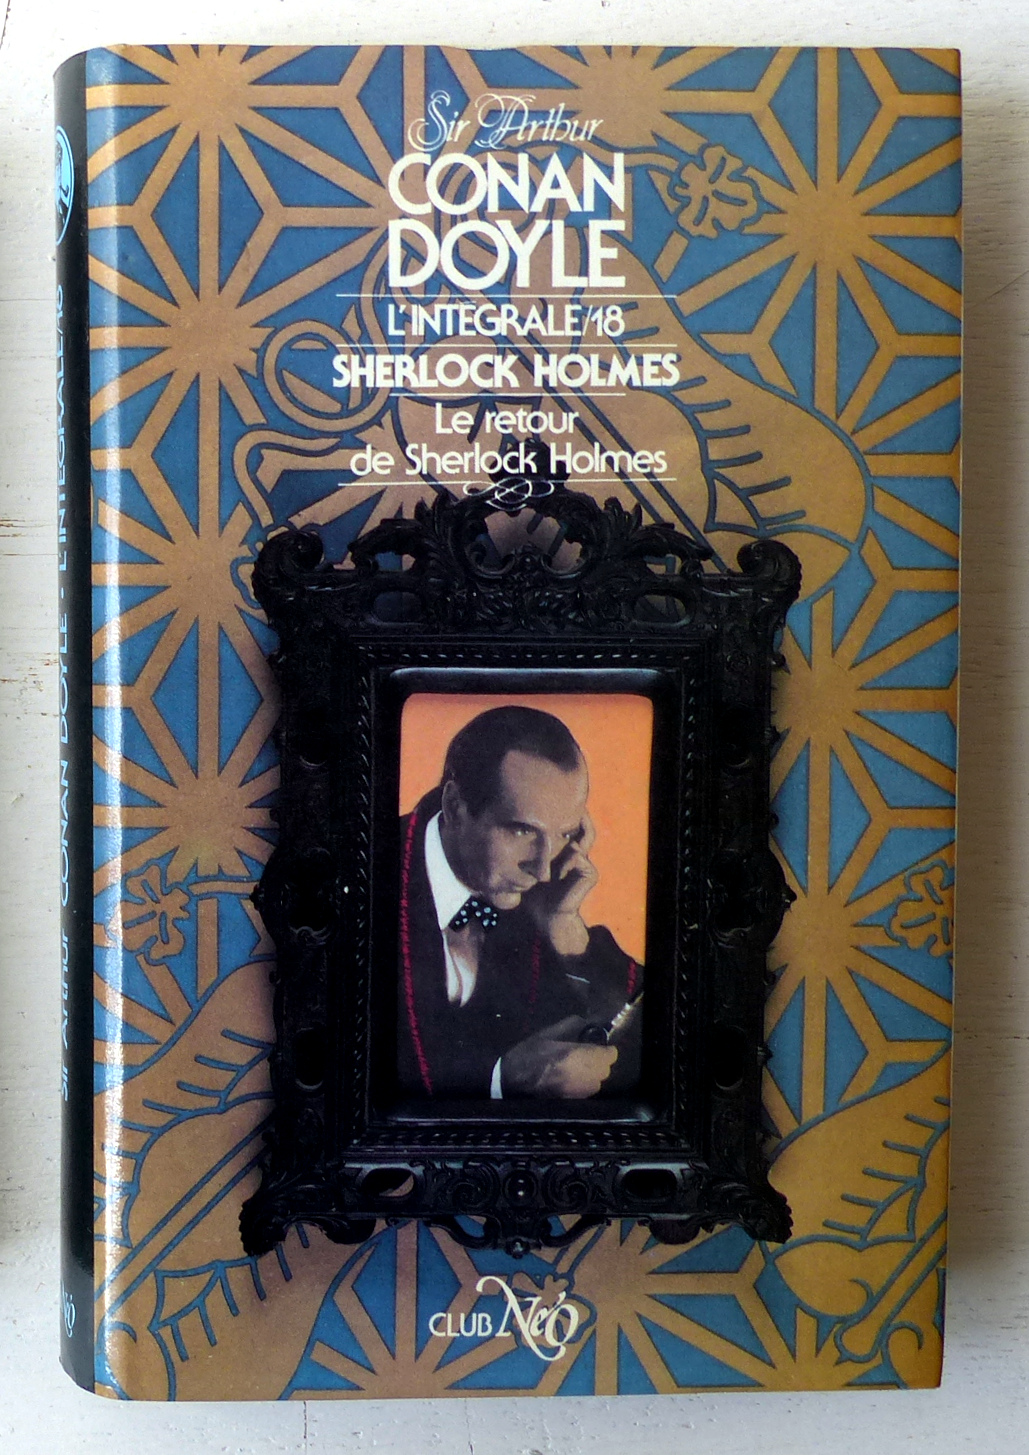 Sir Arthur
CONAN
DOYLE
L'INTÉGRALE/18
SHERLOCK HOLMES
Le retour
de Sherlock Holmes
CLUB Néo
Sir Arthur CONAN DOYLE · L'INTÉGRALE/18